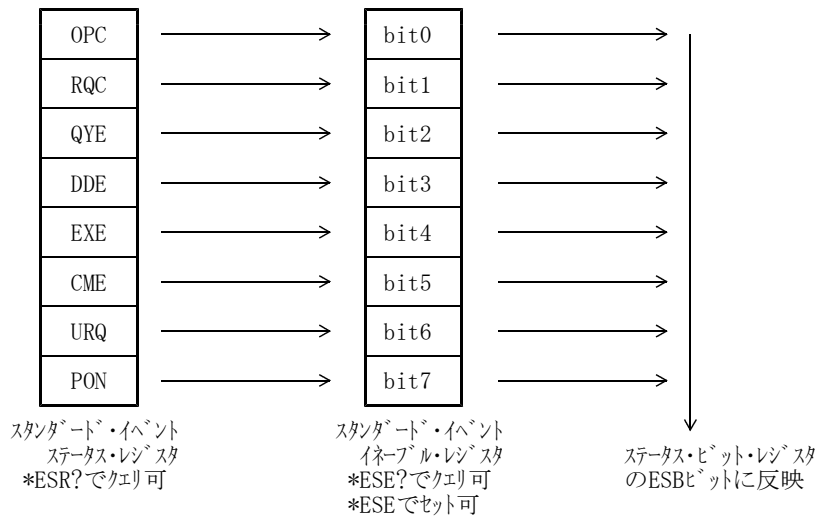 OPC bit0
RQC bit1
QYE bit2
DDE bit3
EXE bit4
CME bit5
URQ bit6
PON bit7
ｽﾀﾝﾀﾞｰﾄﾞ・ｲﾍﾞﾝﾄ
ｽﾃｰﾀｽ・ﾚｼﾞｽﾀ
*ESR?でｸｴﾘ可
ｽﾀﾝﾀﾞｰﾄﾞ・ｲﾍﾞﾝﾄ
ｲﾈｰﾌﾞﾙ・ﾚｼﾞｽﾀ
*ESE?でｸｴﾘ可
*ESEでｾｯﾄ可
ｽﾃｰﾀｽ・ﾋﾞｯﾄ・ﾚｼﾞｽﾀ
のESBﾋﾞｯﾄに反映